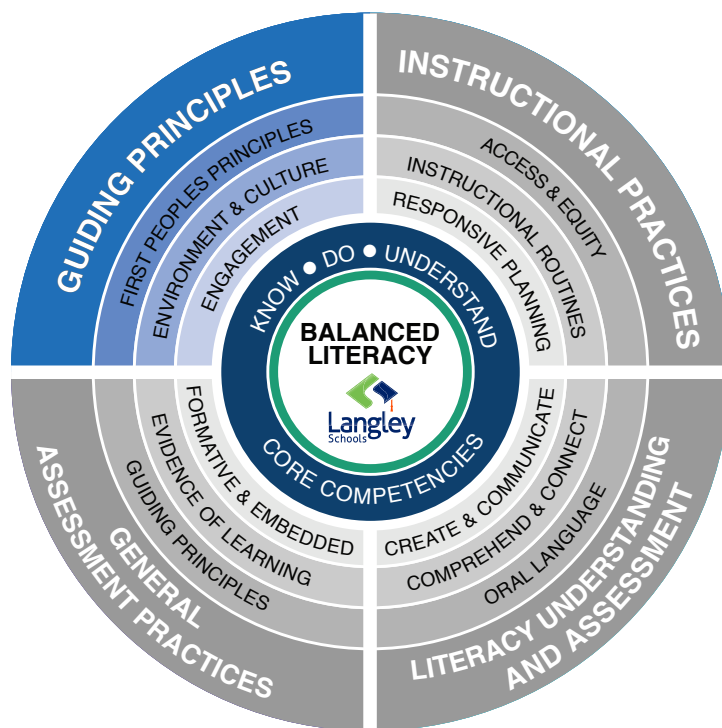 GUIDING PRINCIPLES
FIRST PEOPLES PRINCIPLES
ENVIRONMENT & CULTURE
ENGAGEMENT
INSTRUCTIONAL PRACTICES
ACCESS & EQUITY
INSTRUCTIONAL ROUTINES
RESPONSIVE PLANNING
KNOW ● DO ● UNDERSTAND
BALANCED
LITERACY
Langley
Schools
CORE COMPETENCIES
FORMATIVE & EMBEDDED
EVIDENCE OF LEARNING
GUIDING PRINCIPLES
GENERAL
ASSESSMENT PRACTICES
CREATE & COMMUNICATE
COMPREHEND & CONNECT
ORAL LANGUAGE
LITERACY UNDERSTANDING
AND ASSESSMENT